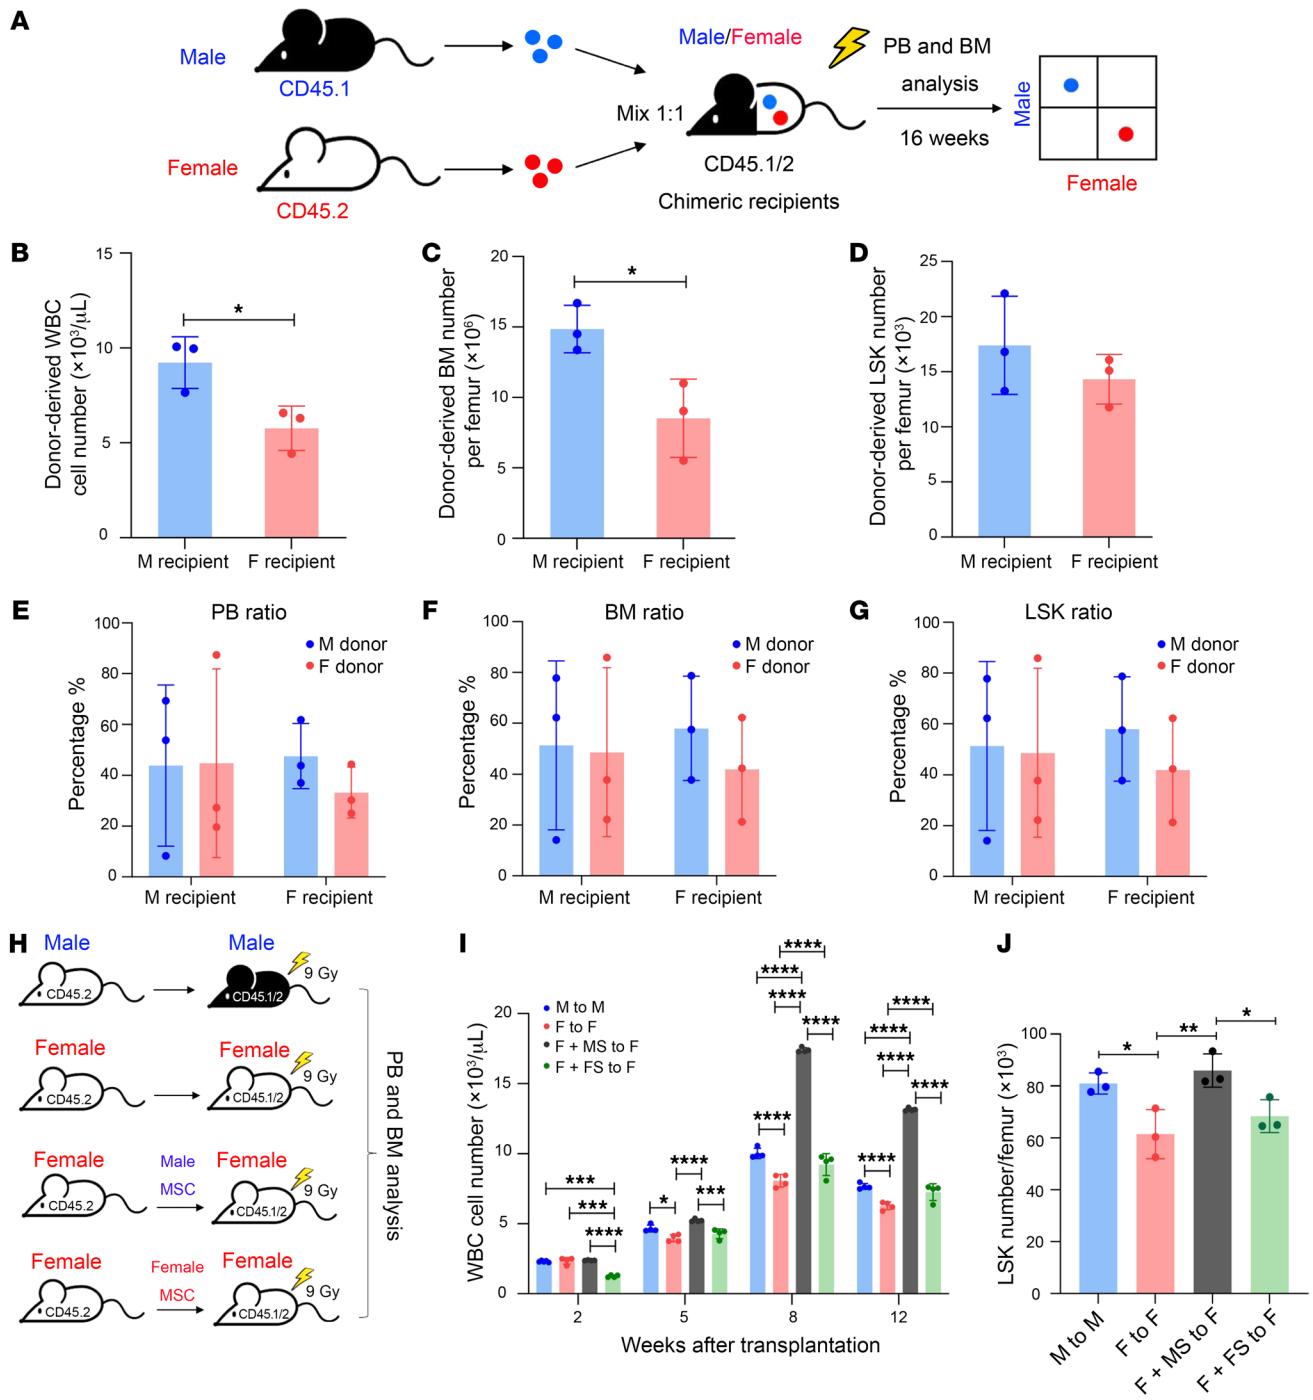 A
Male
CD45.1
Female
CD45.2
Mix 1:1
Male/Female
CD45.1/2
Chimeric recipients
PB and BM
analysis
16 weeks
Male
Female
B
Donor-derived WBC
cell number (×10³/μL)
15
10
5
0
*
M recipient
F recipient
C
Donor-derived BM number
per femur (×10⁶)
20
15
10
5
0
*
M recipient
F recipient
D
Donor-derived LSK number
per femur (×10³)
25
20
15
10
5
0
M recipient
F recipient
E
PB ratio
Percentage %
100
80
60
40
20
0
M donor
F donor
M recipient
F recipient
F
BM ratio
Percentage %
100
80
60
40
20
0
M donor
F donor
M recipient
F recipient
G
LSK ratio
Percentage %
100
80
60
40
20
0
M donor
F donor
M recipient
F recipient
H
Male
Male
CD45.2
CD45.1/2
9 Gy
Female
Female
CD45.2
CD45.1/2
9 Gy
Female
Male
MSC
Female
CD45.2
CD45.1/2
9 Gy
Female
Female
MSC
Female
CD45.2
CD45.1/2
9 Gy
PB and BM analysis
I
WBC cell number (×10³/μL)
20
15
10
5
0
M to M
F to F
F + MS to F
F + FS to F
***
***
****
*
****
***
****
****
****
****
****
****
****
****
****
****
2
5
8
12
Weeks after transplantation
J
LSK number/femur (×10³)
100
80
60
40
20
0
*
**
*
M to M
F to F
F + MS to F
F + FS to F